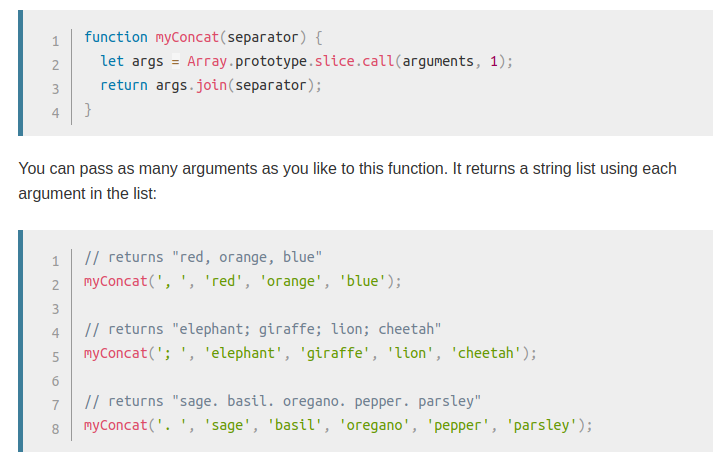 1 function myConcat(separator) {
2   let args = Array.prototype.slice.call(arguments, 1);
3   return args.join(separator);
4 }
You can pass as many arguments as you like to this function. It returns a string list using each
argument in the list:
1 // returns "red, orange, blue"
2 myConcat(', ', 'red', 'orange', 'blue');
3
4 // returns "elephant; giraffe; lion; cheetah"
5 myConcat('; ', 'elephant', 'giraffe', 'lion', 'cheetah');
6
7 // returns "sage. basil. oregano. pepper. parsley"
8 myConcat('. ', 'sage', 'basil', 'oregano', 'pepper', 'parsley');